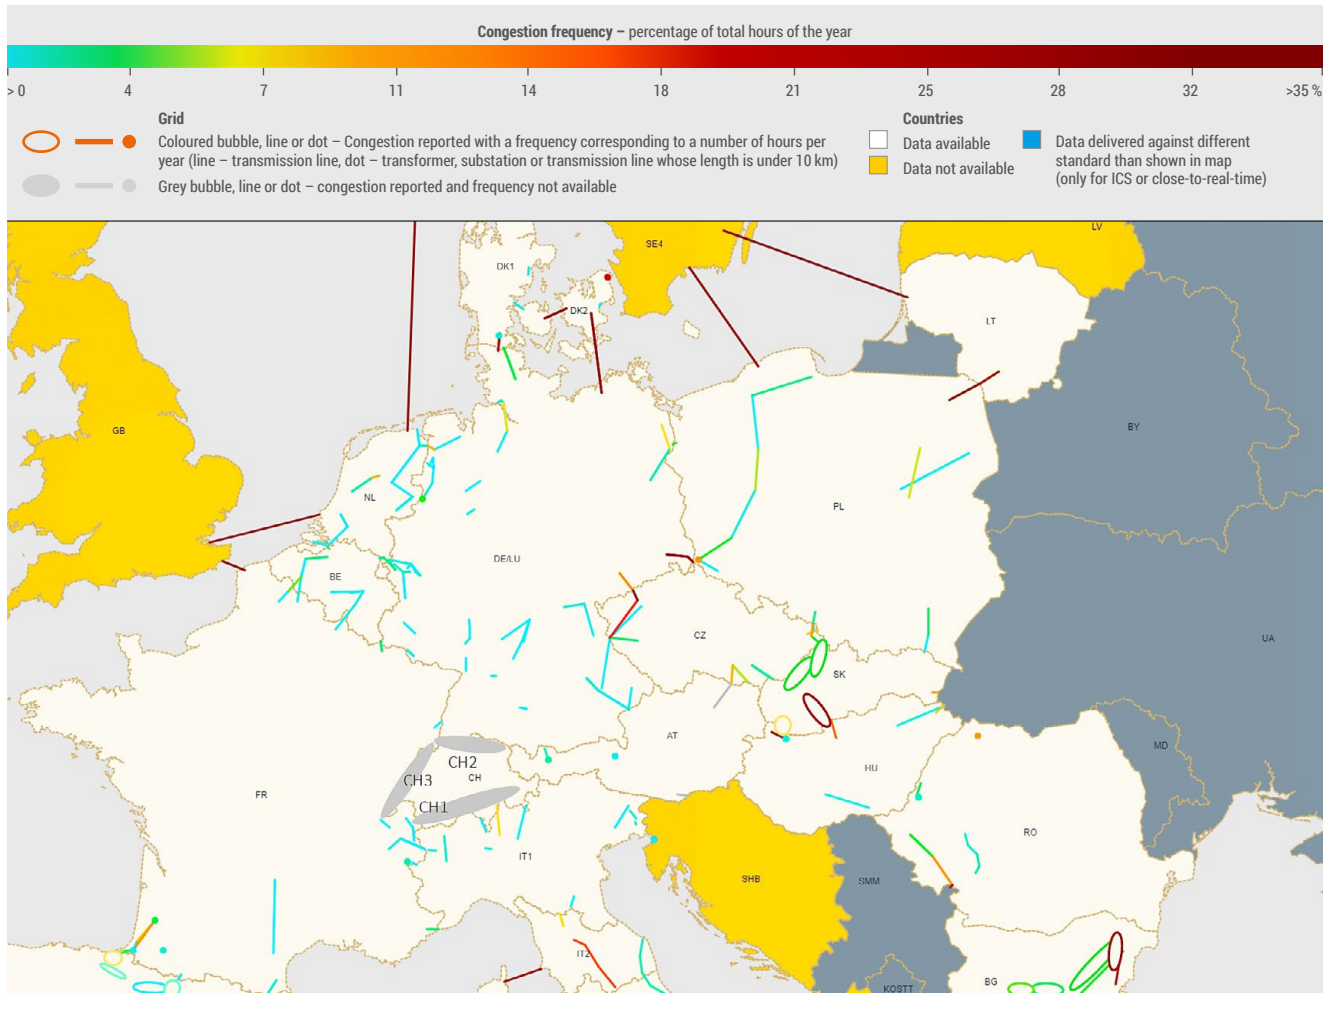 Congestion frequency – percentage of total hours of the year
> 0 4 7 11 14 18 21 25 28 32 >35 %
Grid
Coloured bubble, line or dot – Congestion reported with a frequency corresponding to a number of hours per
year (line – transmission line, dot – transformer, substation or transmission line whose length is under 10 km)
Grey bubble, line or dot – congestion reported and frequency not available
Countries
Data available
Data not available
Data delivered against different
standard than shown in map
(only for ICS or close-to-real-time)
LV
SE4
DK1
DK2
LT
GB
BY
NL
PL
DE/LU
BE
CZ
UA
SK
AT
MD
CH2
CH3
CH
HU
FR
CH1
RO
IT1
SHB
SMM
IT2
BG
KOSTT